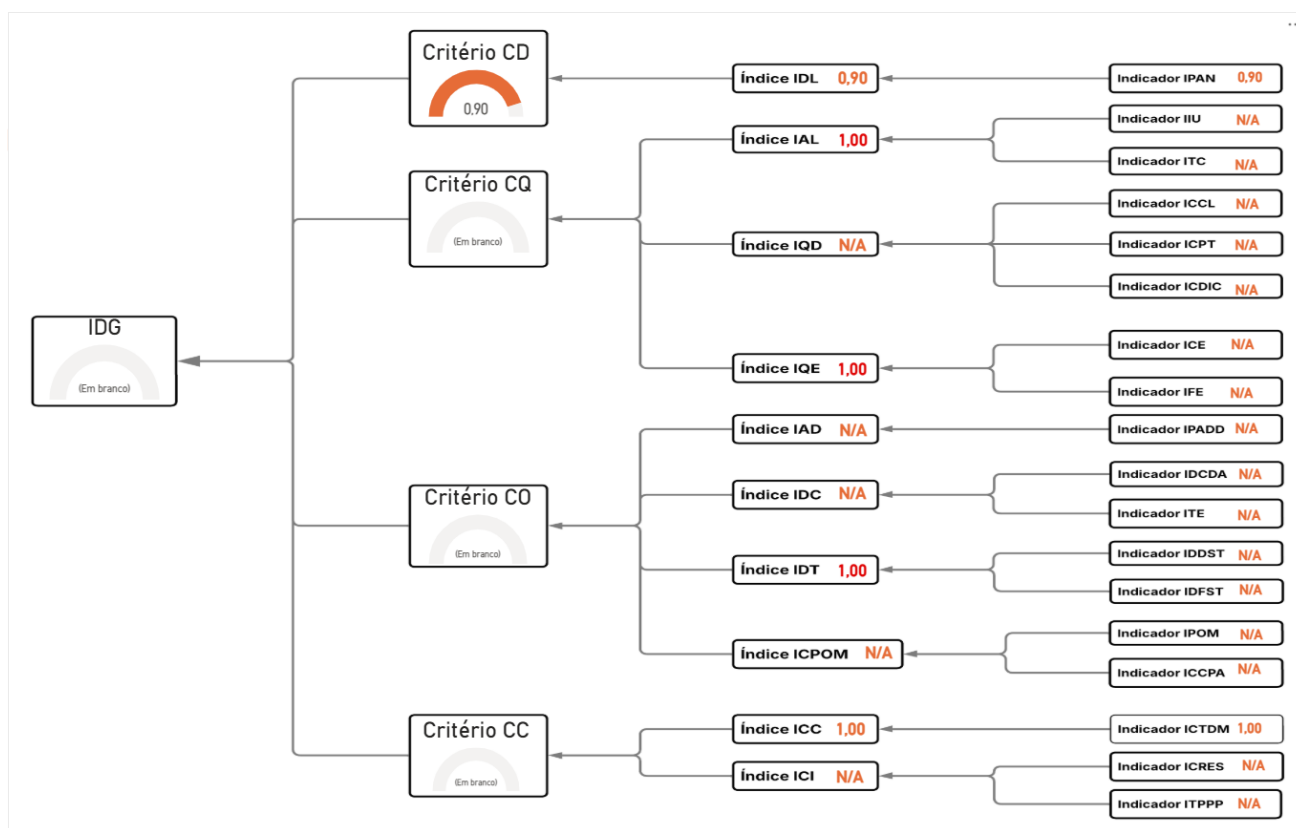 Critério CD
0,90
Índice IDL 0,90
Indicador IPAN 0,90
Índice IAL 1,00
Indicador IIU N/A
Indicador ITC N/A
Critério CQ
(Em branco)
Índice IQD N/A
Indicador ICCL N/A
Indicador ICPT N/A
Indicador ICDIC N/A
Índice IQE 1,00
Indicador ICE N/A
Indicador IFE N/A
IDG
(Em branco)
Índice IAD N/A
Indicador IPADD N/A
Critério CO
(Em branco)
Índice IDC N/A
Indicador IDCDA N/A
Indicador ITE N/A
Índice IDT 1,00
Indicador IDDST N/A
Indicador IDFST N/A
Índice ICPOM N/A
Indicador IPOM N/A
Indicador ICCPA N/A
Critério CC
(Em branco)
Índice ICC 1,00
Indicador ICTDM 1,00
Índice ICI N/A
Indicador ICRES N/A
Indicador ITPPP N/A